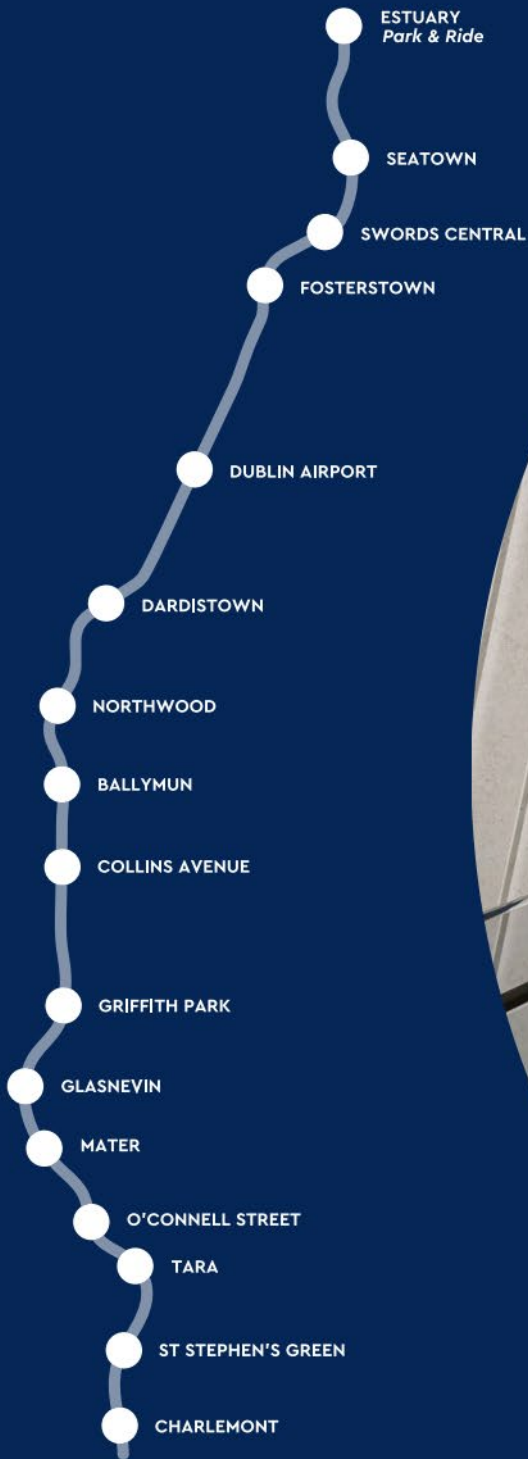 ESTUARY
Park & Ride
SEATOWN
SWORDS CENTRAL
FOSTERSTOWN
DUBLIN AIRPORT
DARDISTOWN
NORTHWOOD
BALLYMUN
COLLINS AVENUE
GRIFFITH PARK
GLASNEVIN
MATER
O'CONNELL STREET
TARA
ST STEPHEN'S GREEN
CHARLEMONT